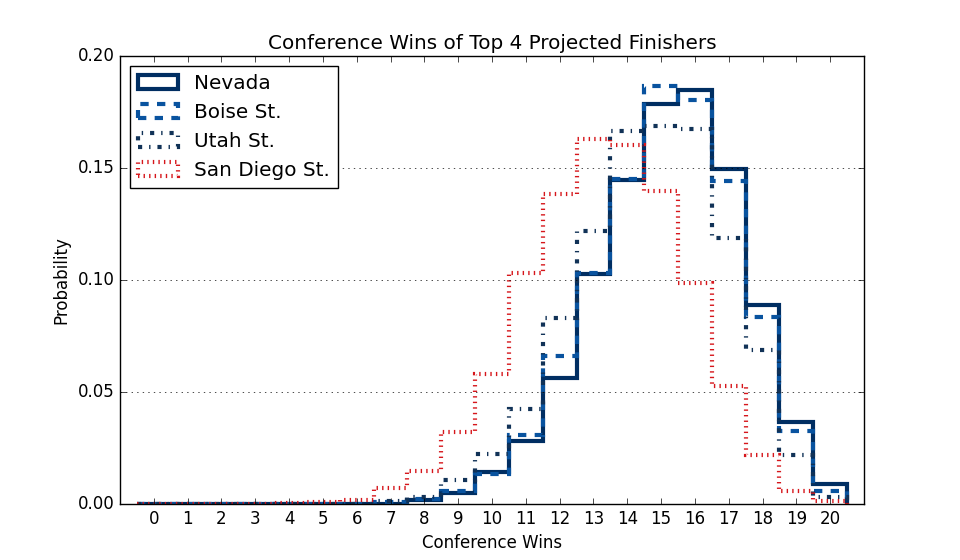 Conference Wins of Top 4 Projected Finishers
Nevada
Boise St.
Utah St.
San Diego St.
Probability
0.20
0.15
0.10
0.05
0.00
0 1 2 3 4 5 6 7 8 9 10 11 12 13 14 15 16 17 18 19 20
Conference Wins